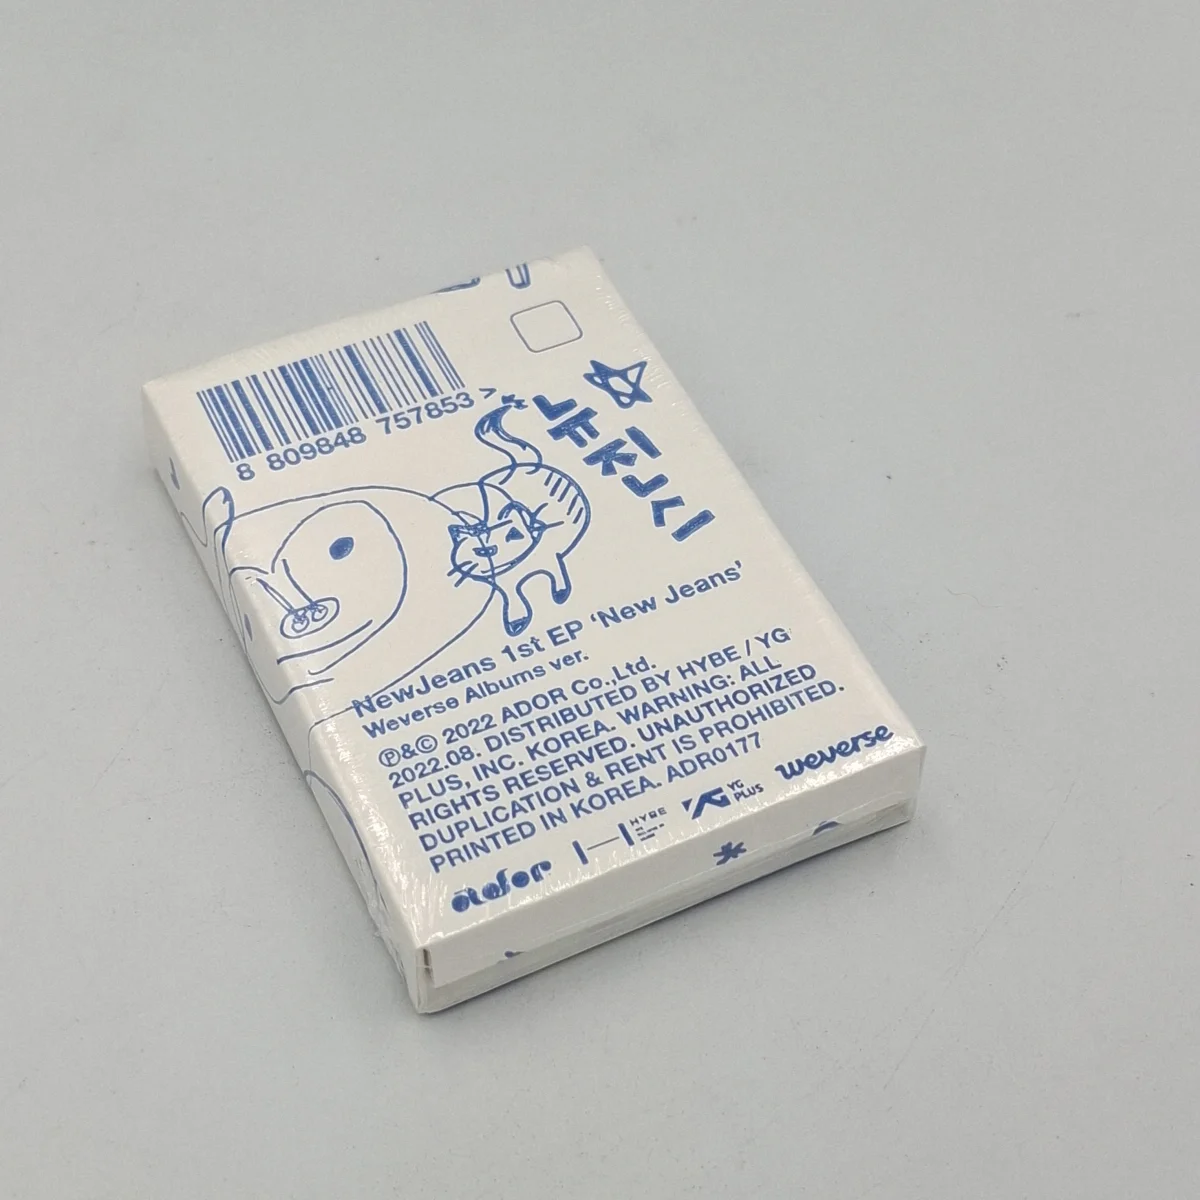 8 809848 757853 >
뉴진스
NewJeans 1st EP 'New Jeans'
Weverse Albums ver.
℗&© 2022 ADOR Co.,Ltd.
2022.08. DISTRIBUTED BY HYBE / YG
PLUS, INC. KOREA. WARNING: ALL
RIGHTS RESERVED. UNAUTHORIZED
DUPLICATION & RENT IS PROHIBITED.
PRINTED IN KOREA. ADR0177
ador HYBE YG PLUS weverse